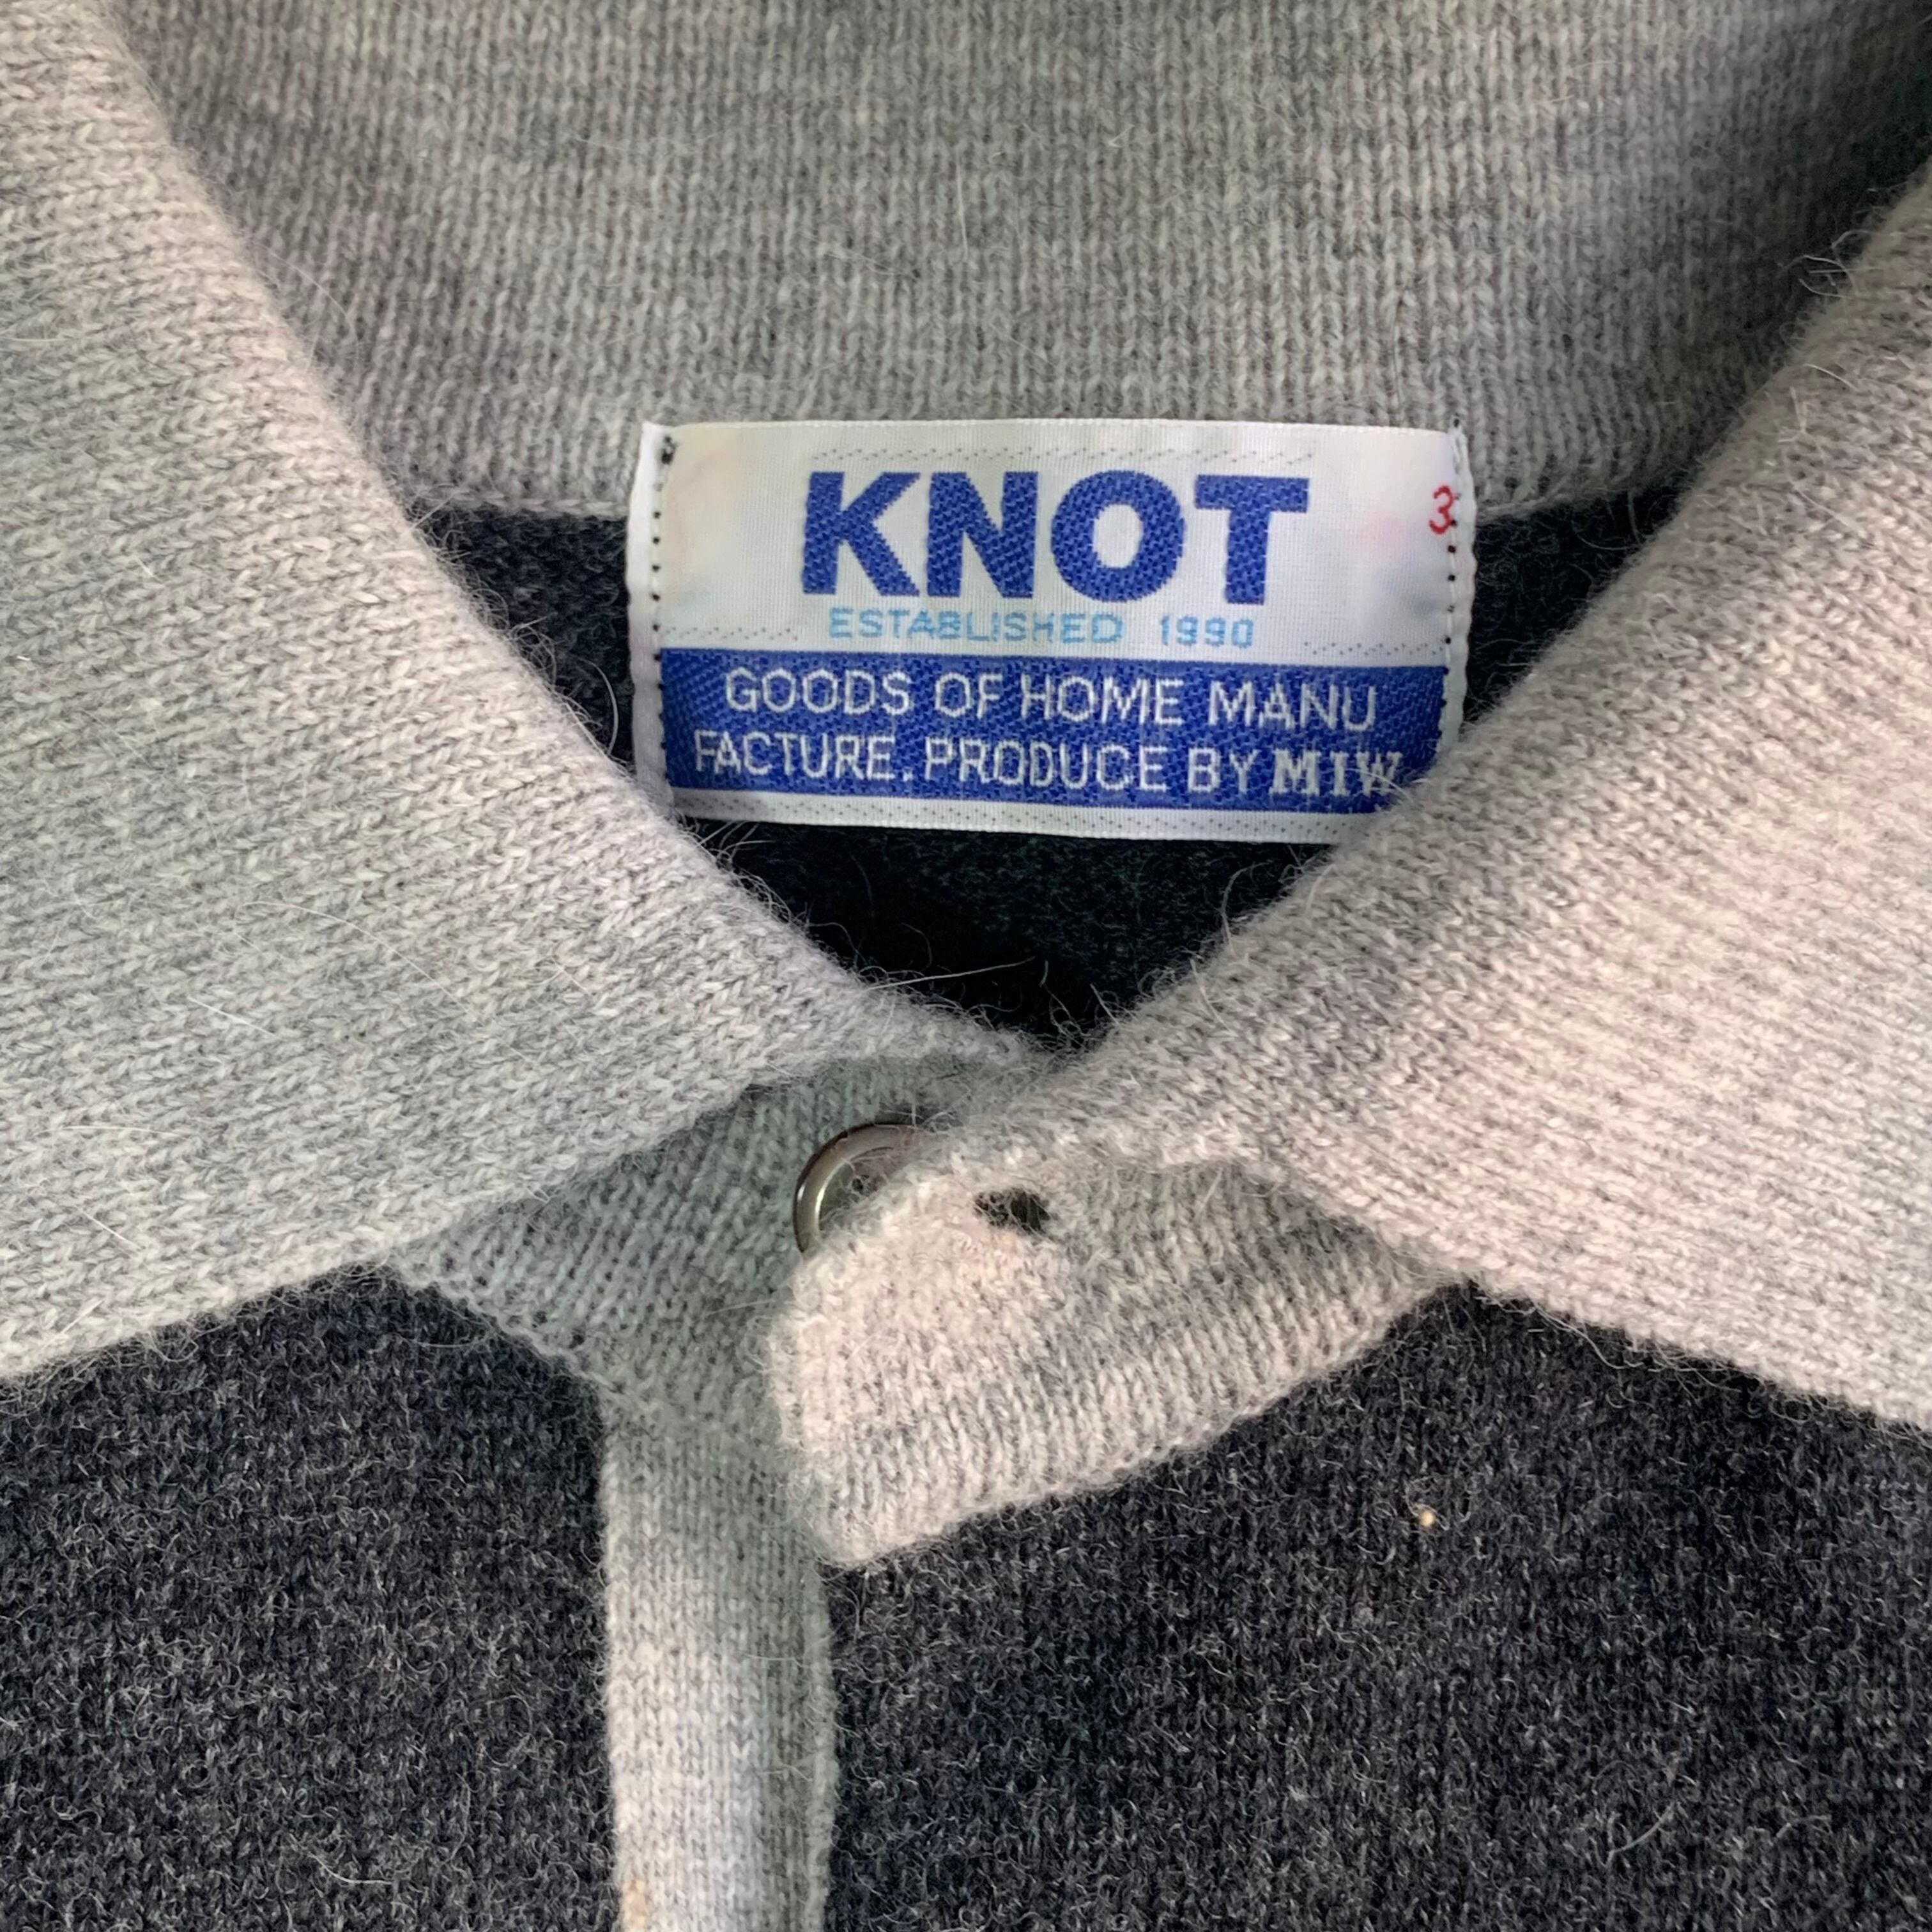 KNOT
3
ESTABLISHED 1990
GOODS OF HOME MANU
FACTURE. PRODUCE BY MIW